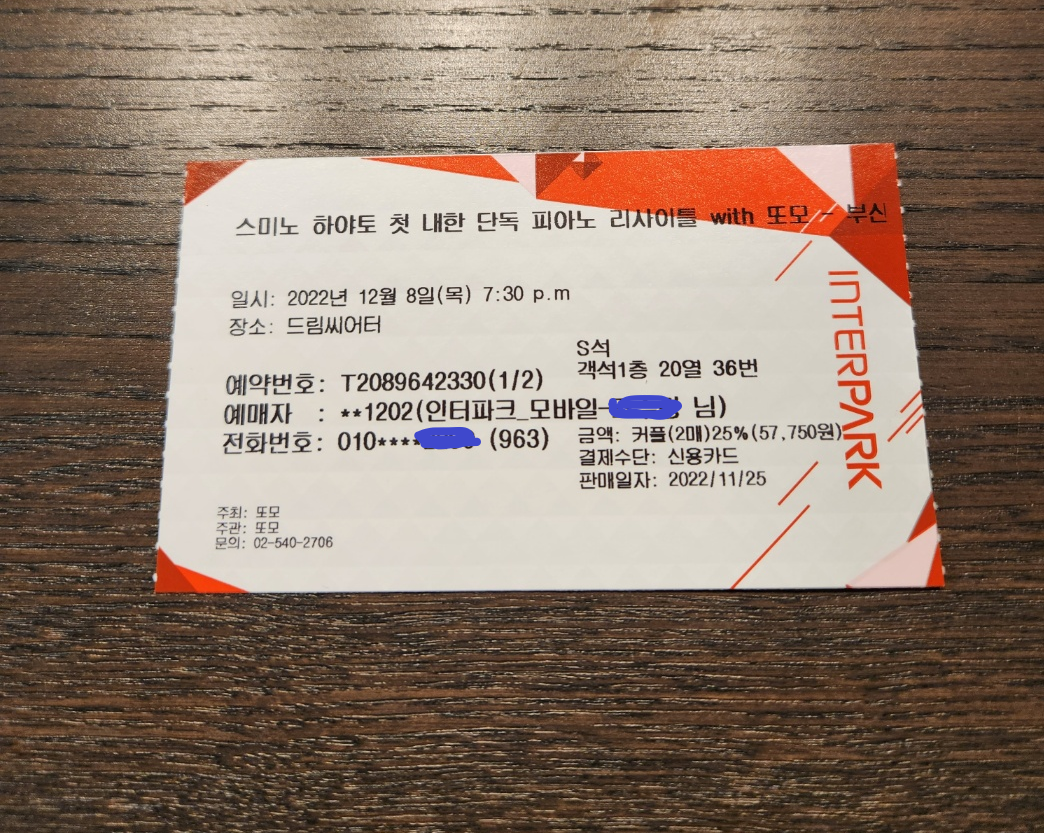 스미노 하야토 첫 내한 단독 피아노 리사이틀 with 또모 - 부산
일시: 2022년 12월 8일(목) 7:30 p.m
장소: 드림씨어터
S석
객석1층 20열 36번
예약번호: T2089642330(1/2)
예매자 : **1202(인터파크_모바일- 님)
전화번호: 010**** (963)
금액: 커플(2매)25%(57,750원)
결제수단: 신용카드
판매일자: 2022/11/25
주최: 또모
주관: 또모
문의: 02-540-2706
INTERPARK